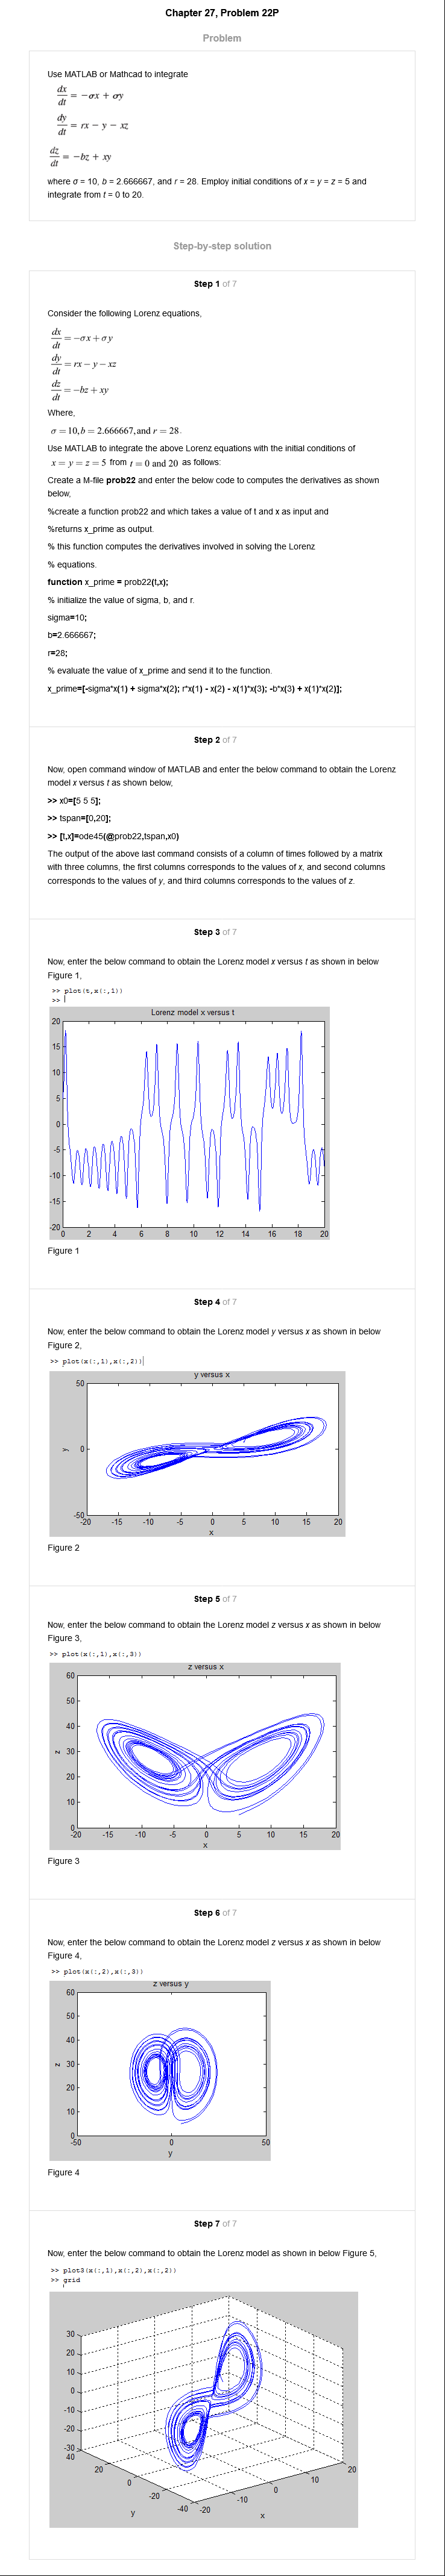 Chapter 27, Problem 22P
Problem
Use MATLAB or Mathcad to integrate
dx/dt = −σx + σy
dy/dt = rx − y − xz
dz/dt = −bz + xy
where σ = 10, b = 2.666667, and r = 28. Employ initial conditions of x = y = z = 5 and
integrate from t = 0 to 20.
Step-by-step solution
Step 1 of 7
Consider the following Lorenz equations,
dx/dt = −σx + σy
dy/dt = rx − y − xz
dz/dt = −bz + xy
Where,
σ = 10, b = 2.666667, and r = 28.
Use MATLAB to integrate the above Lorenz equations with the initial conditions of
x = y = z = 5 from t = 0 and 20 as follows:
Create a M-file prob22 and enter the below code to computes the derivatives as shown
below,
%create a function prob22 and which takes a value of t and x as input and
%returns x_prime as output.
% this function computes the derivatives involved in solving the Lorenz
% equations.
function x_prime = prob22(t,x);
% initialize the value of sigma, b, and r.
sigma=10;
b=2.666667;
r=28;
% evaluate the value of x_prime and send it to the function.
x_prime=[-sigma*x(1) + sigma*x(2); r*x(1) - x(2) - x(1)*x(3); -b*x(3) + x(1)*x(2)];
Step 2 of 7
Now, open command window of MATLAB and enter the below command to obtain the Lorenz
model x versus t as shown below,
>> x0=[5 5 5];
>> tspan=[0,20];
>> [t,x]=ode45(@prob22,tspan,x0)
The output of the above last command consists of a column of times followed by a matrix
with three columns, the first columns corresponds to the values of x, and second columns
corresponds to the values of y, and third columns corresponds to the values of z.
Step 3 of 7
Now, enter the below command to obtain the Lorenz model x versus t as shown in below
Figure 1,
>> plot(t,x(:,1))
>>
Lorenz model x versus t
20
15
10
5
0
-5
-10
-15
-20
0 2 4 6 8 10 12 14 16 18 20
Figure 1
Step 4 of 7
Now, enter the below command to obtain the Lorenz model y versus x as shown in below
Figure 2,
>> plot(x(:,1),x(:,2))
y versus x
50
y 0
-50
-20 -15 -10 -5 0 5 10 15 20
x
Figure 2
Step 5 of 7
Now, enter the below command to obtain the Lorenz model z versus x as shown in below
Figure 3,
>> plot(x(:,1),x(:,3))
z versus x
60
50
40
z 30
20
10
0
-20 -15 -10 -5 0 5 10 15 20
x
Figure 3
Step 6 of 7
Now, enter the below command to obtain the Lorenz model z versus x as shown in below
Figure 4,
>> plot(x(:,2),x(:,3))
z versus y
60
50
40
z 30
20
10
0
-50 0 50
y
Figure 4
Step 7 of 7
Now, enter the below command to obtain the Lorenz model as shown in below Figure 5,
>> plot3(x(:,1),x(:,2),x(:,2))
>> grid
30
20
10
0
-10
-20
-30
40 20 0 -20 -40
y
-20 -10 0 10 20
x